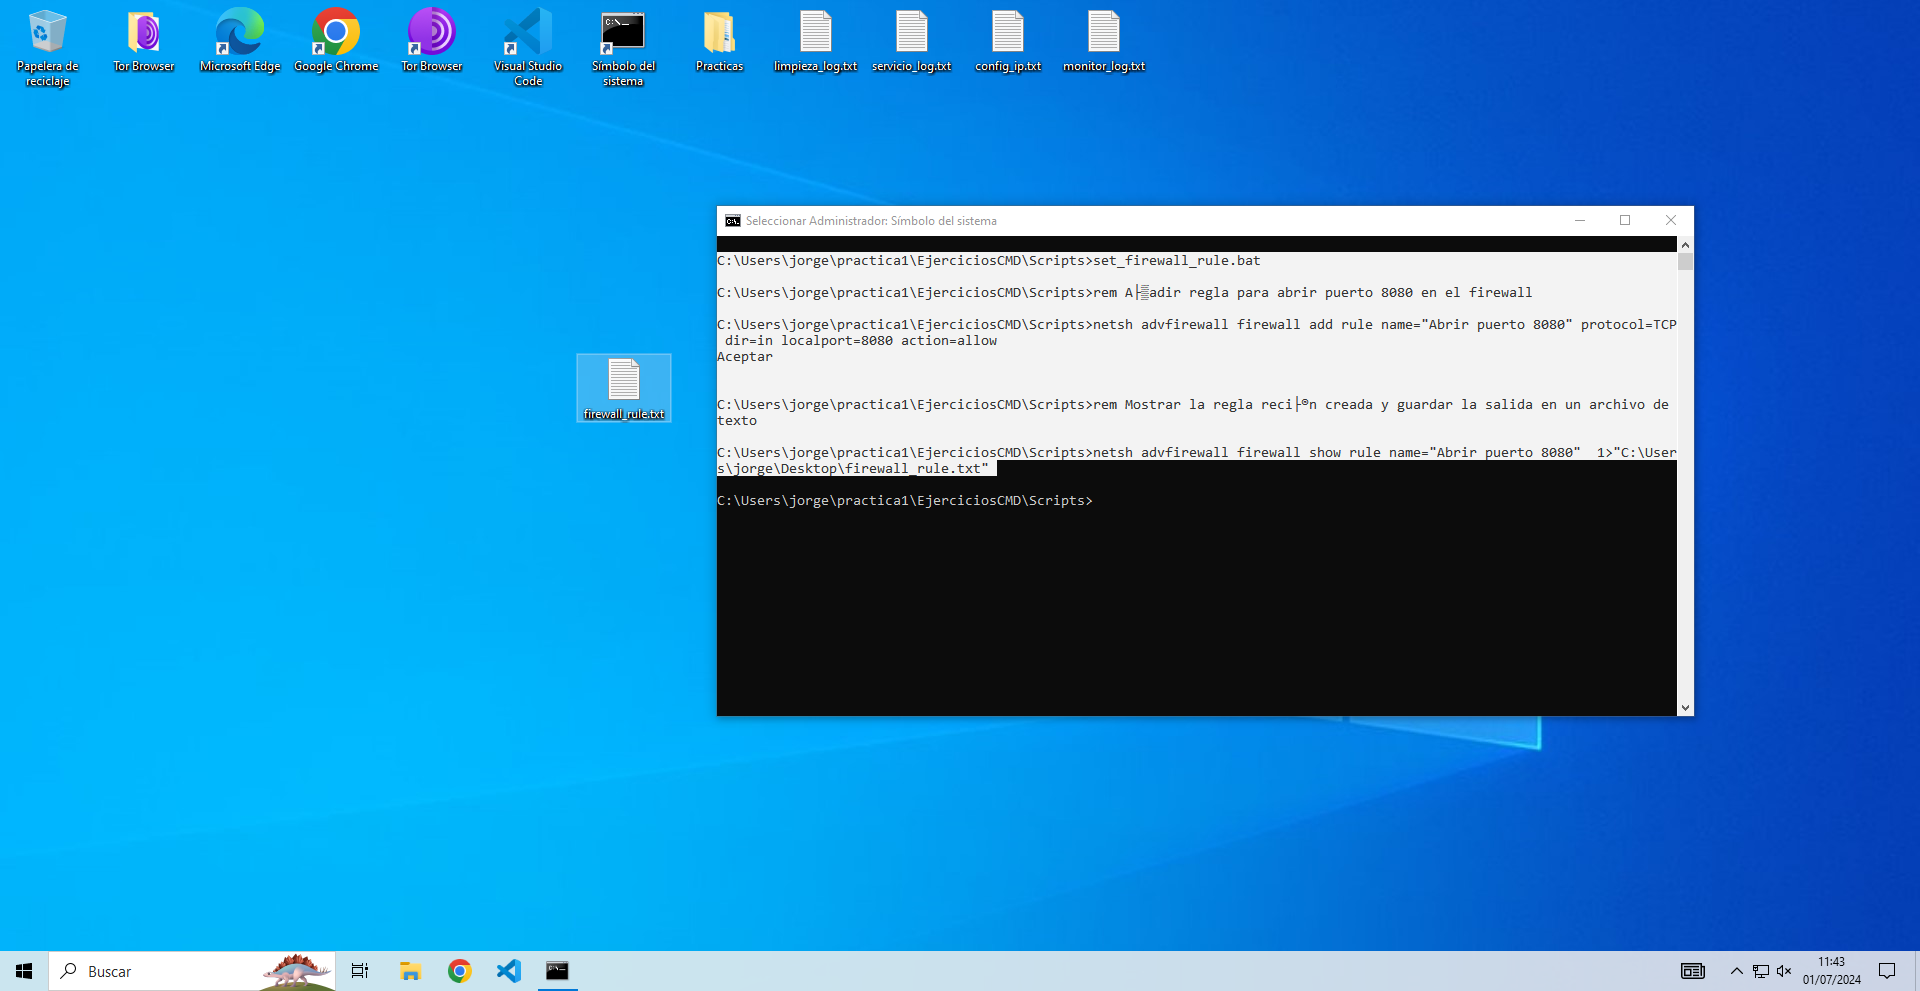 Papelera de
reciclaje
Tor Browser
Microsoft Edge
Google Chrome
Tor Browser
Visual Studio
Code
Símbolo del
sistema
Practicas
limpieza_log.txt
servicio_log.txt
config_ip.txt
monitor_log.txt
firewall_rule.txt
Seleccionar Administrador: Símbolo del sistema
C:\Users\jorge\practica1\EjerciciosCMD\Scripts>set_firewall_rule.bat
C:\Users\jorge\practica1\EjerciciosCMD\Scripts>rem A├▒adir regla para abrir puerto 8080 en el firewall
C:\Users\jorge\practica1\EjerciciosCMD\Scripts>netsh advfirewall firewall add rule name="Abrir puerto 8080" protocol=TCP
 dir=in localport=8080 action=allow
Aceptar
C:\Users\jorge\practica1\EjerciciosCMD\Scripts>rem Mostrar la regla reci├®n creada y guardar la salida en un archivo de
texto
C:\Users\jorge\practica1\EjerciciosCMD\Scripts>netsh advfirewall firewall show rule name="Abrir puerto 8080"  1>"C:\User
s\jorge\Desktop\firewall_rule.txt"
C:\Users\jorge\practica1\EjerciciosCMD\Scripts>
Buscar
11:43
01/07/2024